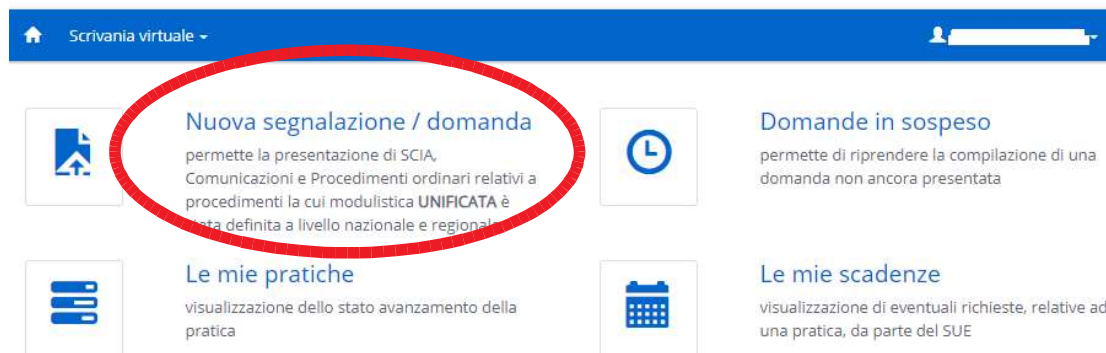 Scrivania virtuale
Nuova segnalazione / domanda
permette la presentazione di SCIA,
Comunicazioni e Procedimenti ordinari relativi a
procedimenti la cui modulistica UNIFICATA è
stata definita a livello nazionale e regionale
Domande in sospeso
permette di riprendere la compilazione di una
domanda non ancora presentata
Le mie pratiche
visualizzazione dello stato avanzamento della
pratica
Le mie scadenze
visualizzazione di eventuali richieste, relative ad
una pratica, da parte del SUE